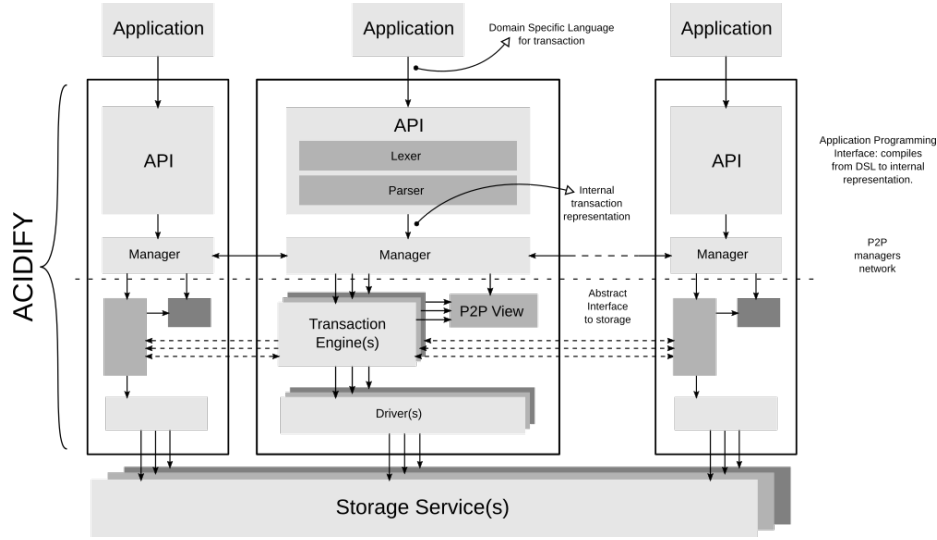 Application
Application
Application
Domain Specific Language
for transaction
API
API
API
Lexer
Parser
Application Programming
Interface: compiles
from DSL to internal
representation.
Internal
transaction
representation
ACIDIFY
Manager
Manager
Manager
P2P
managers
network
Abstract
Interface
to storage
P2P View
Transaction
Engine(s)
Driver(s)
Storage Service(s)